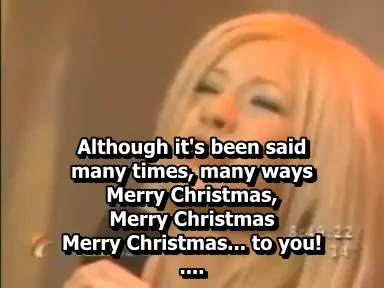 Although it's been said
many times, many ways
Merry Christmas,
Merry Christmas
Merry Christmas... to you!
....